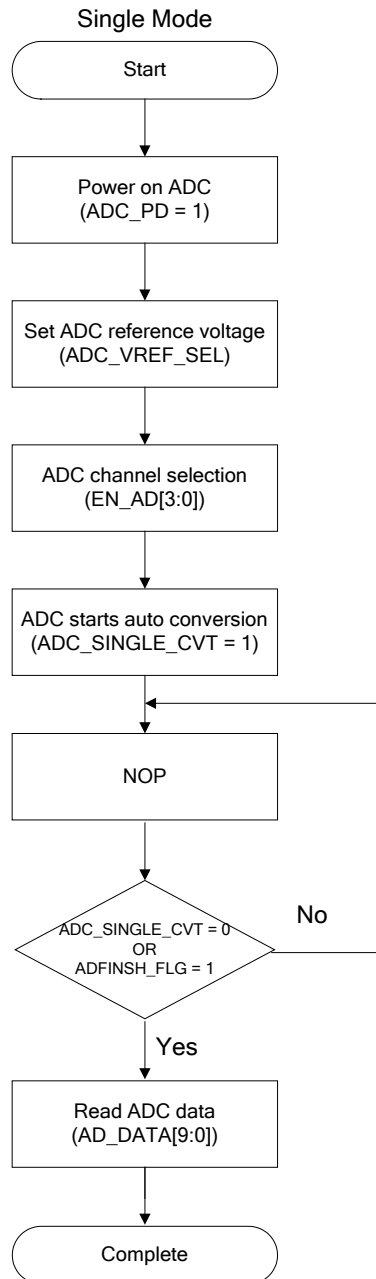 Single Mode
Start
Power on ADC
(ADC_PD = 1)
Set ADC reference voltage
(ADC_VREF_SEL)
ADC channel selection
(EN_AD[3:0])
ADC starts auto conversion
(ADC_SINGLE_CVT = 1)
NOP
ADC_SINGLE_CVT = 0
OR
ADFINSH_FLG = 1
No
Yes
Read ADC data
(AD_DATA[9:0])
Complete